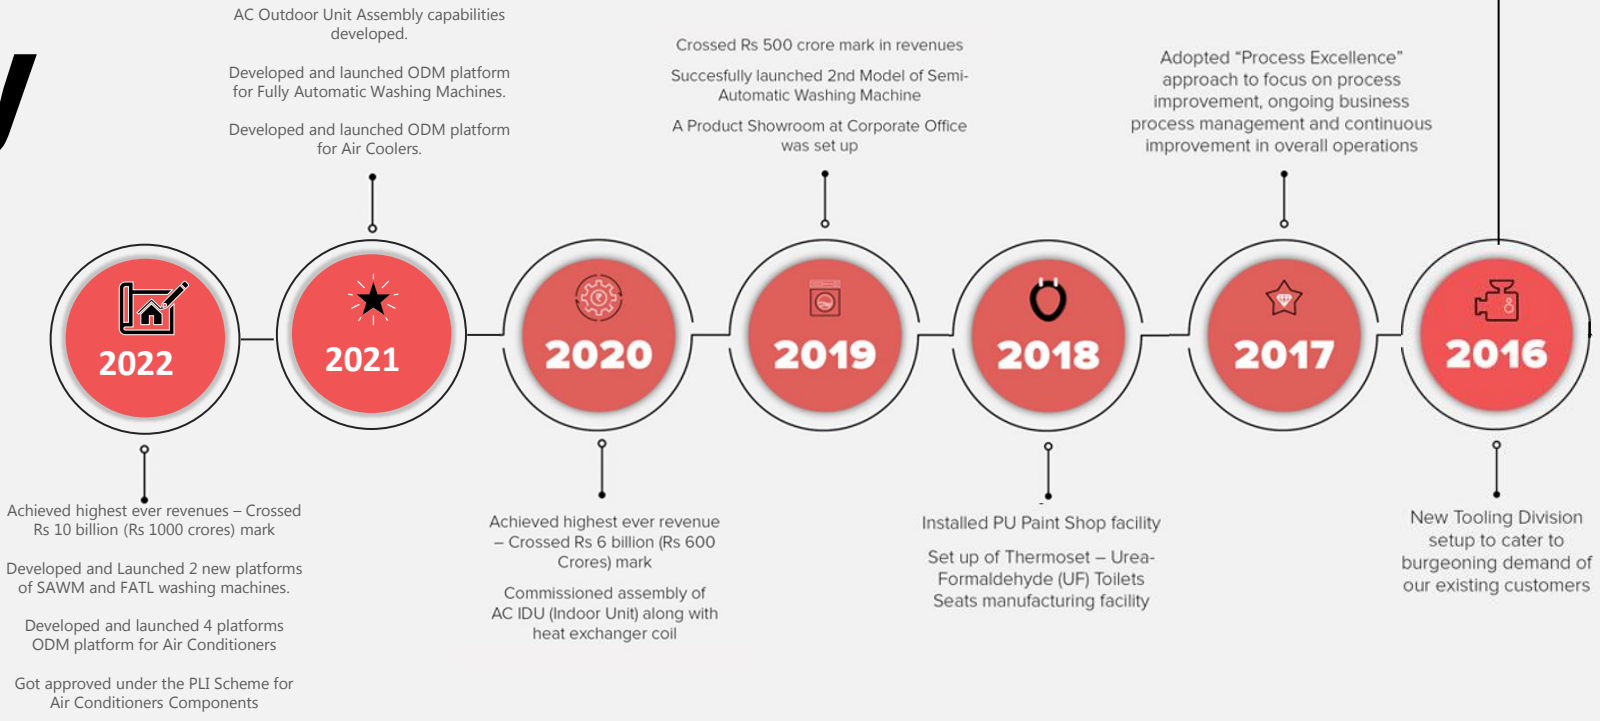 AC Outdoor Unit Assembly capabilities
developed.
Developed and launched ODM platform
for Fully Automatic Washing Machines.
Developed and launched ODM platform
for Air Coolers.
Crossed Rs 500 crore mark in revenues
Succesfully launched 2nd Model of Semi-
Automatic Washing Machine
A Product Showroom at Corporate Office
was set up
Adopted “Process Excellence”
approach to focus on process
improvement, ongoing business
process management and continuous
improvement in overall operations
2022
2021
2020
2019
2018
2017
2016
Achieved highest ever revenues – Crossed
Rs 10 billion (Rs 1000 crores) mark
Developed and Launched 2 new platforms
of SAWM and FATL washing machines.
Developed and launched 4 platforms
ODM platform for Air Conditioners
Got approved under the PLI Scheme for
Air Conditioners Components
Achieved highest ever revenue
– Crossed Rs 6 billion (Rs 600
Crores) mark
Commissioned assembly of
AC IDU (Indoor Unit) along with
heat exchanger coil
Installed PU Paint Shop facility
Set up of Thermoset – Urea-
Formaldehyde (UF) Toilets
Seats manufacturing facility
New Tooling Division
setup to cater to
burgeoning demand of
our existing customers